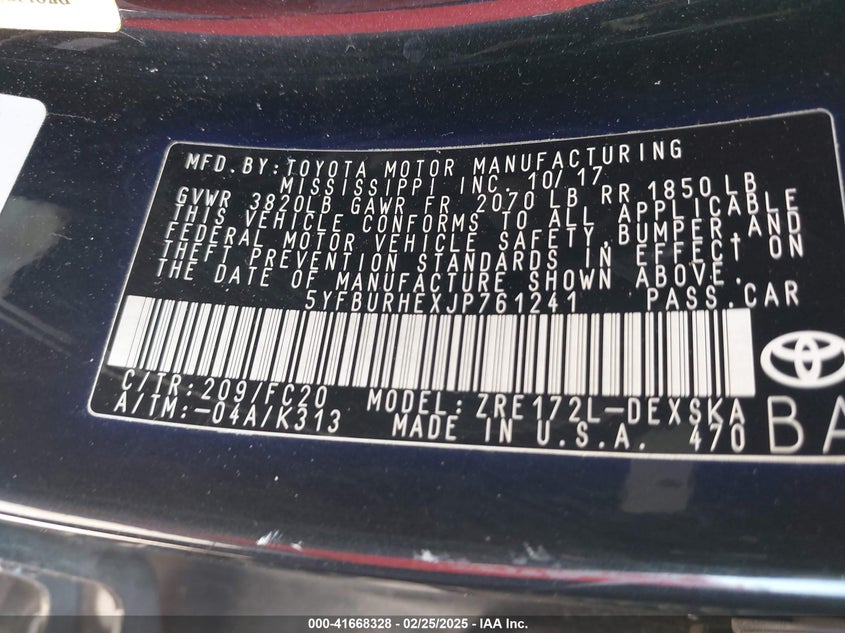 MFD.BY:TOYOTA MOTOR MANUFACTURING
MISSISSIPPI INC. 10/17
GVWR 3820LB GAWR FR 2070 LB RR 1850 LB
THIS VEHICLE CONFORMS TO ALL APPLICABLE
FEDERAL MOTOR VEHICLE SAFETY,BUMPER,AND
THEFT PREVENTION STANDARDS IN EFFECT ON
THE DATE OF MANUFACTURE SHOWN ABOVE.
5YFBURHEXJP761241 PASS.CAR
C/TR:209/FC20 MODEL:ZRE172L-DEXSKA
A/TM:-04A/K313 MADE IN U.S.A. 470
BA
000-41668328 - 02/25/2025 - IAA Inc.